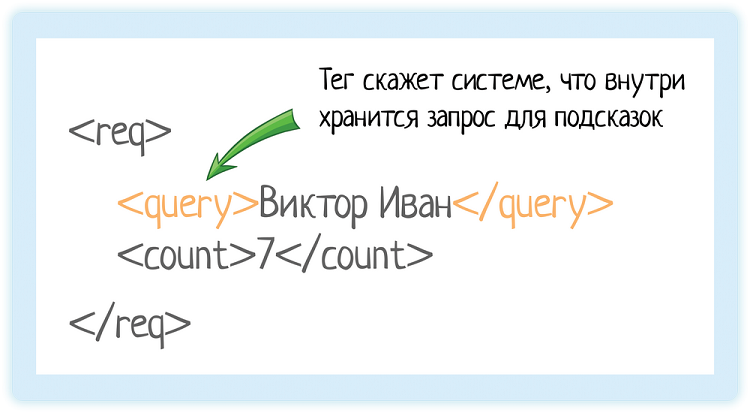 Тег скажет системе, что внутри
хранится запрос для подсказок
<req>
<query>Виктор Иван</query>
<count>7</count>
</req>